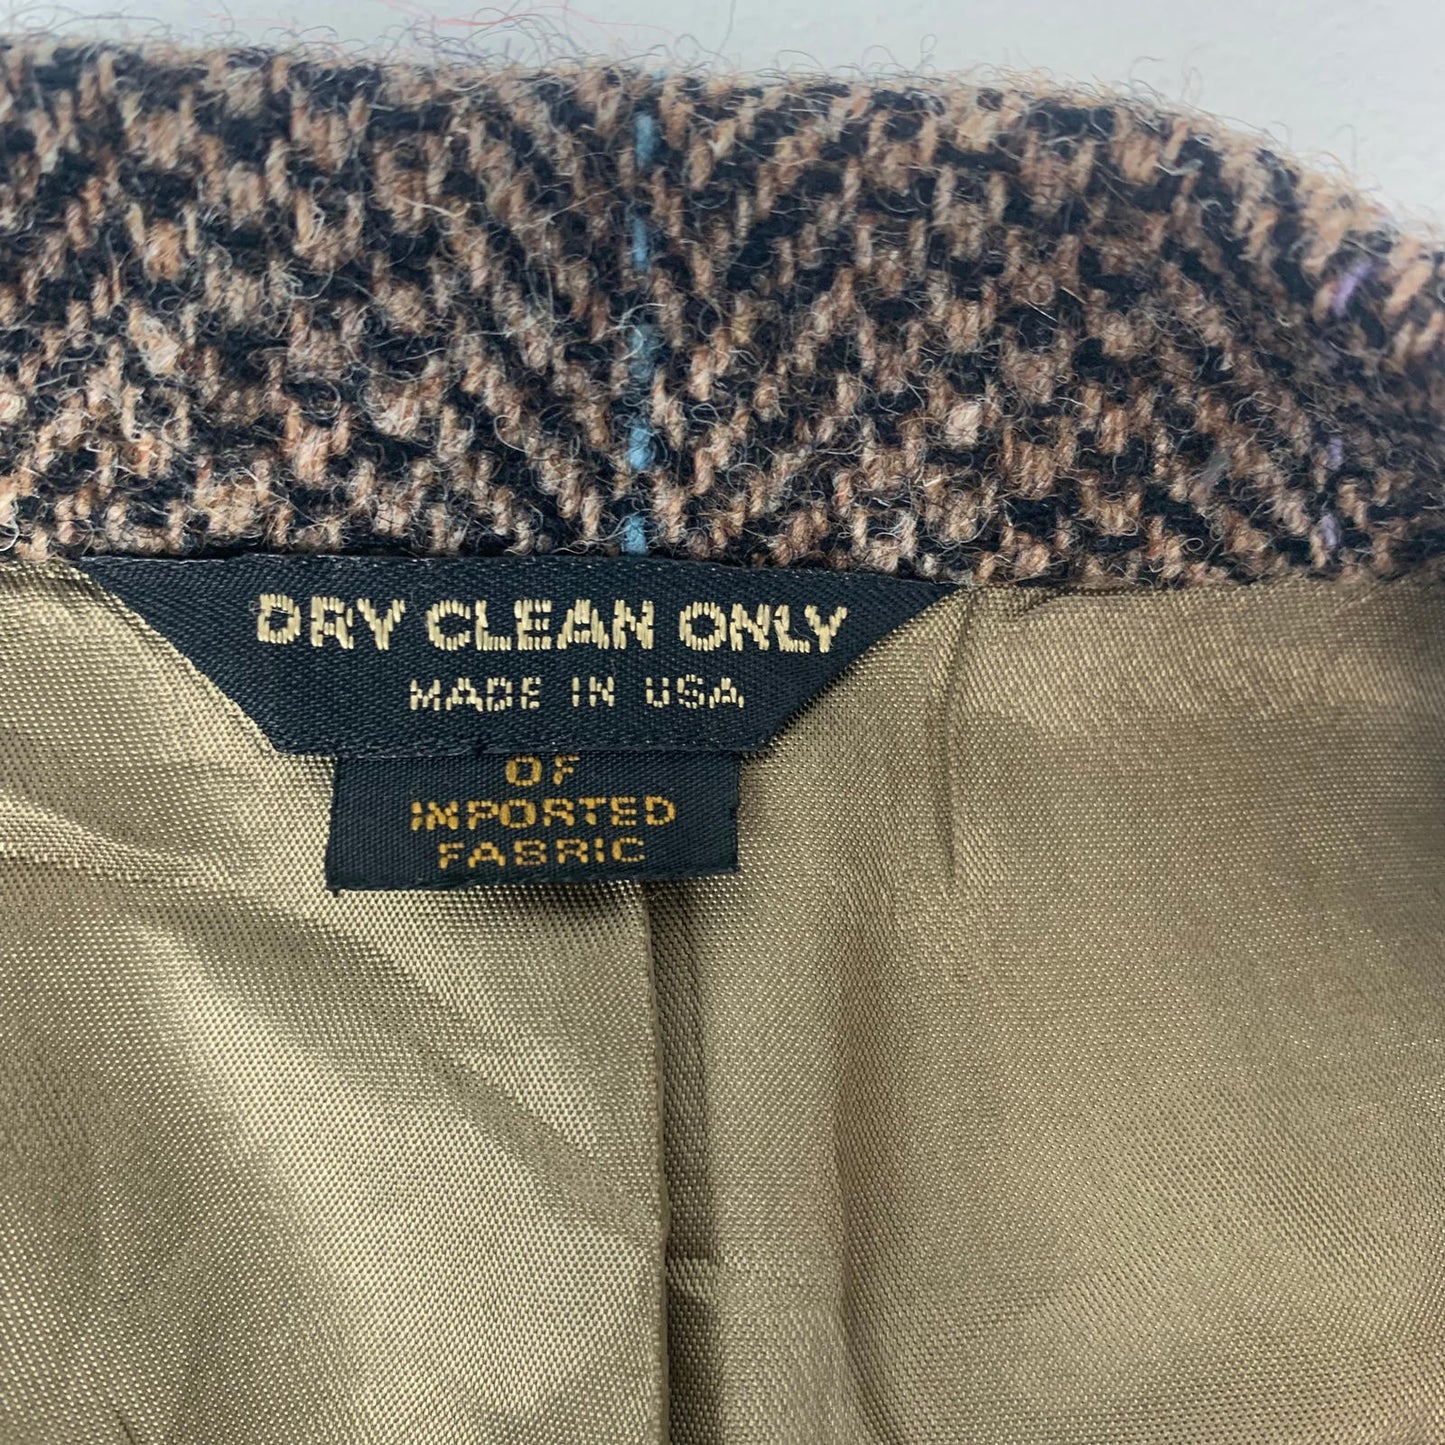 DRY CLEAN ONLY
MADE IN USA
OF
IMPORTED
FABRIC